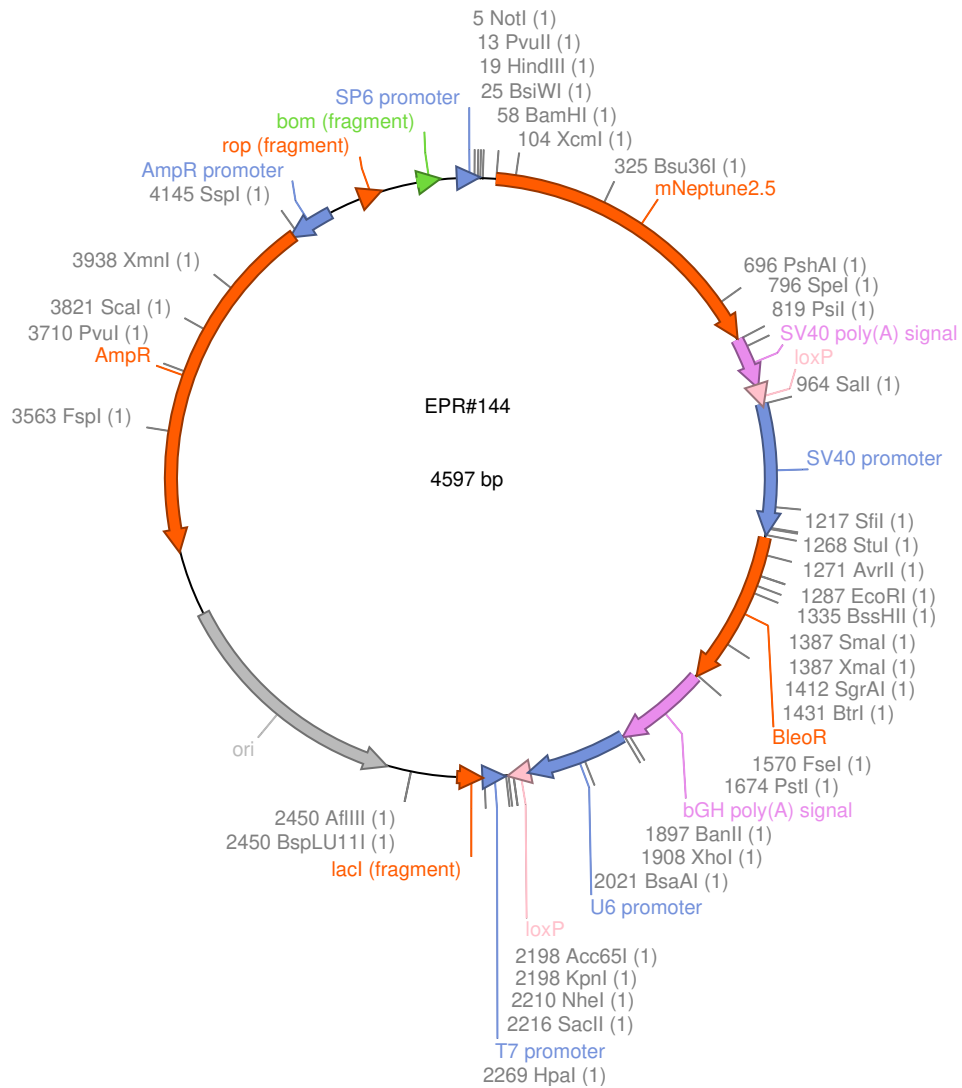 5 NotI (1)
13 PvuII (1)
19 HindIII (1)
SP6 promoter
25 BsiWI (1)
bom (fragment)
58 BamHI (1)
rop (fragment)
104 XcmI (1)
AmpR promoter
325 Bsu36I (1)
4145 SspI (1)
mNeptune2.5
3938 XmnI (1)
696 PshAI (1)
796 SpeI (1)
3821 ScaI (1)
819 PsiI (1)
3710 PvuI (1)
SV40 poly(A) signal
AmpR
loxP
964 SalI (1)
EPR#144
3563 FspI (1)
SV40 promoter
4597 bp
1217 SfiI (1)
1268 StuI (1)
1271 AvrII (1)
1287 EcoRI (1)
1335 BssHII (1)
1387 SmaI (1)
1387 XmaI (1)
1412 SgrAI (1)
1431 BtrI (1)
BleoR
ori
1570 FseI (1)
1674 PstI (1)
bGH poly(A) signal
2450 AflIII (1)
1897 BanII (1)
2450 BspLU11I (1)
1908 XhoI (1)
lacI (fragment)
2021 BsaAI (1)
U6 promoter
loxP
2198 Acc65I (1)
2198 KpnI (1)
2210 NheI (1)
2216 SacII (1)
T7 promoter
2269 HpaI (1)